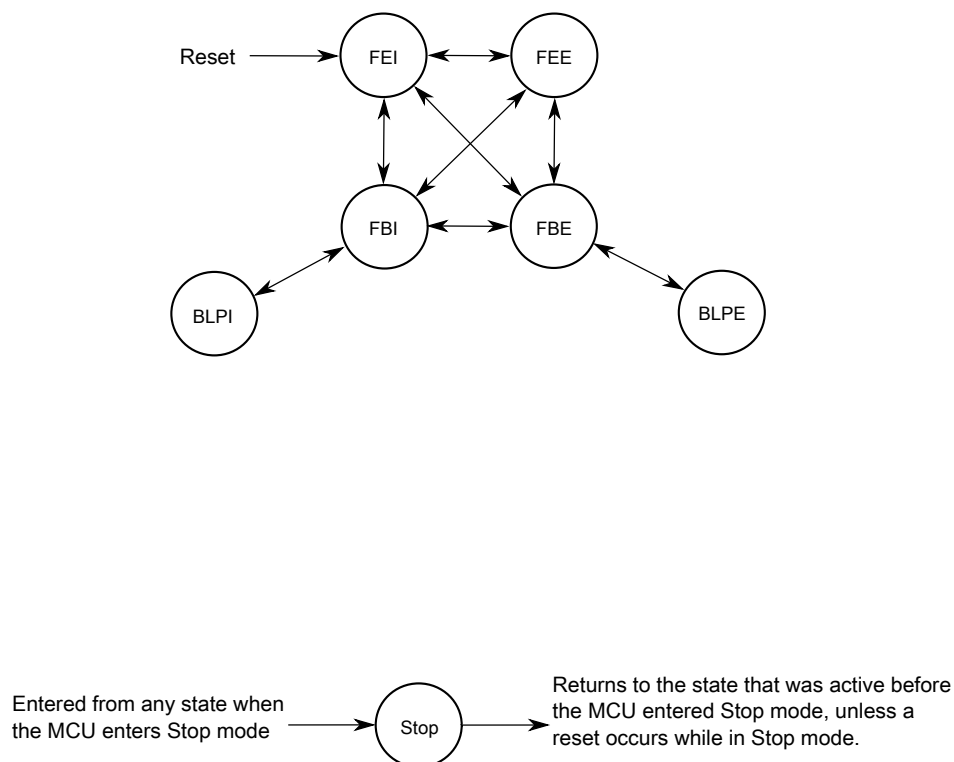 Reset
FEI
FEE
FBI
FBE
BLPI
BLPE
Entered from any state when
the MCU enters Stop mode
Stop
Returns to the state that was active before
the MCU entered Stop mode, unless a
reset occurs while in Stop mode.